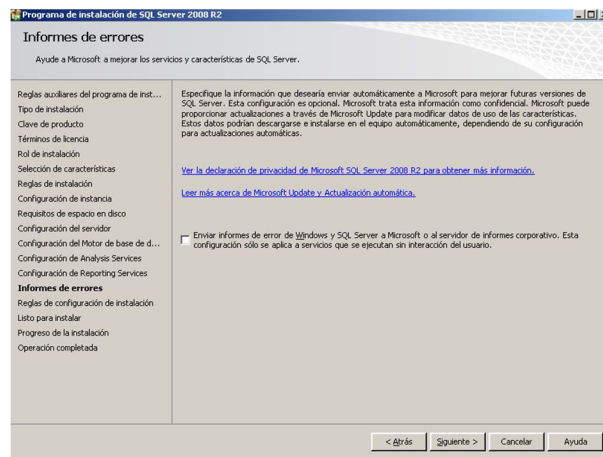 Programa de instalación de SQL Server 2008 R2
Informes de errores
Ayude a Microsoft a mejorar los servicios y características de SQL Server.
Reglas auxiliares del programa de inst...
Tipo de instalación
Clave de producto
Términos de licencia
Rol de instalación
Selección de características
Reglas de instalación
Configuración de instancia
Requisitos de espacio en disco
Configuración del servidor
Configuración del Motor de base de d...
Configuración de Analysis Services
Configuración de Reporting Services
Informes de errores
Reglas de configuración de instalación
Listo para instalar
Progreso de la instalación
Operación completada
Especifique la información que desearía enviar automáticamente a Microsoft para mejorar futuras versiones de
SQL Server. Esta configuración es opcional. Microsoft trata esta información como confidencial. Microsoft puede
proporcionar actualizaciones a través de Microsoft Update para modificar datos de uso de las características.
Estos datos podrían descargarse e instalarse en el equipo automáticamente, dependiendo de su configuración
para actualizaciones automáticas.
Ver la declaración de privacidad de Microsoft SQL Server 2008 R2 para obtener más información.
Leer más acerca de Microsoft Update y Actualización automática.
Enviar informes de error de Windows y SQL Server a Microsoft o al servidor de informes corporativo. Esta
configuración sólo se aplica a servicios que se ejecutan sin interacción del usuario.
< Atrás
Siguiente >
Cancelar
Ayuda